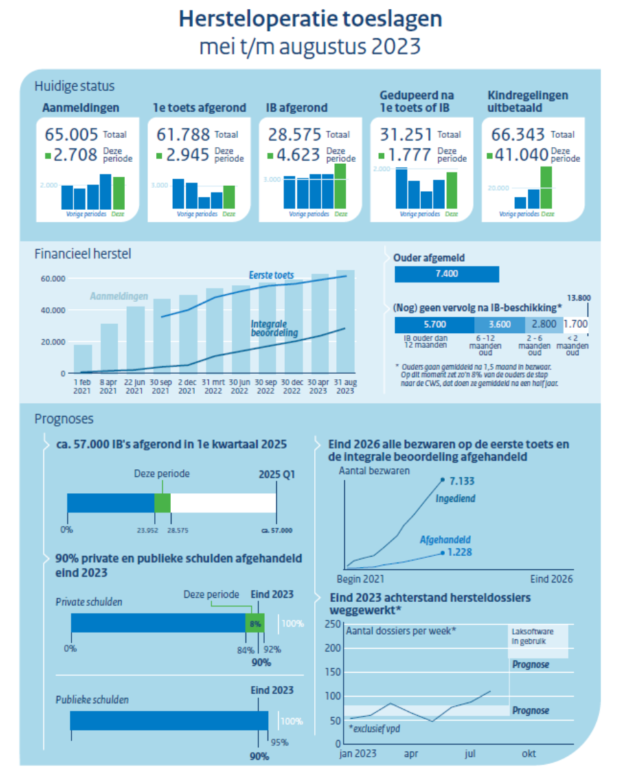 Hersteloperatie toeslagen
mei t/m augustus 2023
Huidige status
Aanmeldingen
65.005 Totaal
2.708 Deze periode
2.000
Vorige periodes Deze
1e toets afgerond
61.788 Totaal
2.945 Deze periode
Vorige periodes Deze
IB afgerond
28.575 Totaal
4.623 Deze periode
Vorige periodes Deze
Gedupeerd na
1e toets of IB
31.251 Totaal
1.777 Deze periode
2.000
Vorige periodes Deze
Kindregelingen
uitbetaald
66.343 Totaal
41.040 Deze periode
20.000
Vorige periodes Deze
Financieel herstel
60.000
40.000
20.000
0
Aanmeldingen
Eerste toets
Integrale
beoordeling
1 feb 2021
8 apr 2021
22 jun 2021
30 sep 2021
2 dec 2021
31 mrt 2022
30 jun 2022
30 sep 2022
30 dec 2022
30 apr 2023
31 aug 2023
Ouder afgemeld
7.400
(Nog) geen vervolg na IB-beschikking*
13.800
5.700
3.600
2.800
1.700
IB ouder dan
12 maanden
6 -12
maanden
oud
2 - 6
maanden
oud
< 2
maanden
oud
* Ouders gaan gemiddeld na 1,5 maand in bezwaar.
Op dit moment zet zo'n 8% van de ouders de stap
naar de CWS, dat doen ze gemiddeld na een half jaar.
Prognoses
ca. 57.000 IB's afgerond in 1e kwartaal 2025
Deze periode
2025 Q1
0%
23.952
28.575
ca. 57.000
90% private en publieke schulden afgehandeld
eind 2023
Private schulden
Deze periode
Eind 2023
8%
100%
0%
84%
92%
90%
Publieke schulden
Eind 2023
100%
95%
90%
Eind 2026 alle bezwaren op de eerste toets en
de integrale beoordeling afgehandeld
Aantal bezwaren
7.133
Ingediend
Afgehandeld
1.228
Begin 2021
Eind 2026
Eind 2023 achterstand hersteldossiers
weggewerkt*
250
200
150
100
50
0
Aantal dossiers per week*
Laksoftware
in gebruik
Prognose
Prognose
*exclusief vpd
jan 2023
apr
jul
okt